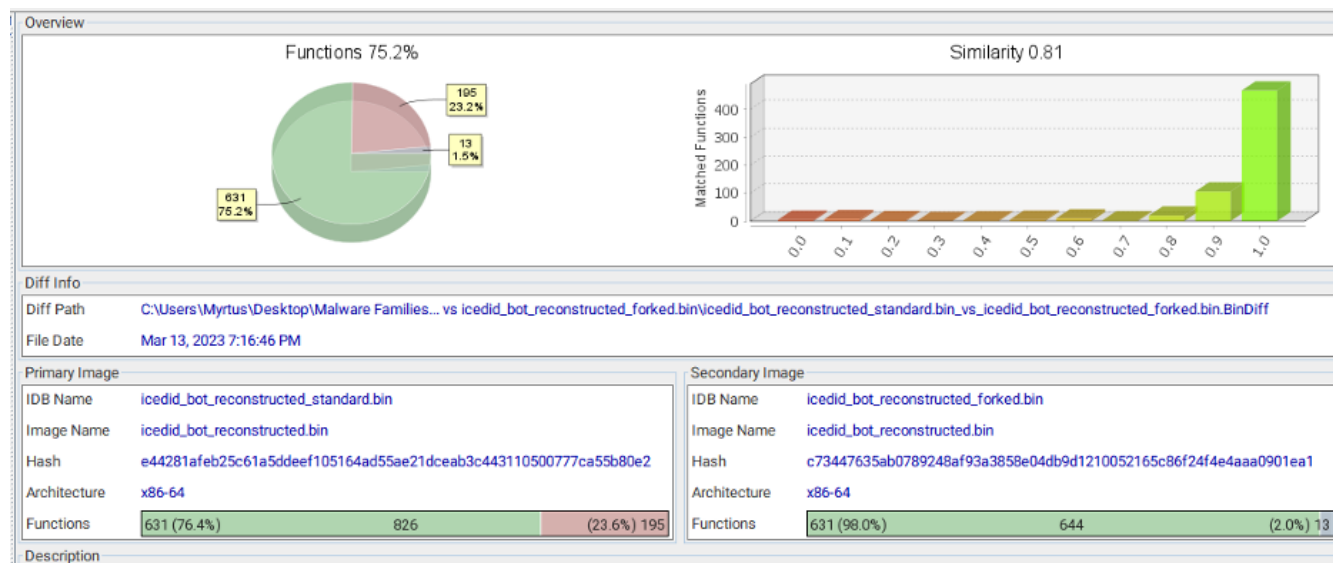 Overview
Functions 75.2%
195
23.2%
13
1.5%
631
75.2%
Similarity 0.81
Matched Functions
400
300
200
100
0
0.0 0.1 0.2 0.3 0.4 0.5 0.6 0.7 0.8 0.9 1.0
Diff Info
Diff Path C:\Users\Myrtus\Desktop\Malware Families... vs icedid_bot_reconstructed_forked.bin\icedid_bot_reconstructed_standard.bin_vs_icedid_bot_reconstructed_forked.bin.BinDiff
File Date Mar 13, 2023 7:16:46 PM
Primary Image
IDB Name icedid_bot_reconstructed_standard.bin
Image Name icedid_bot_reconstructed.bin
Hash e44281afeb25c61a5ddeef105164ad55ae21dceab3c443110500777ca55b80e2
Architecture x86-64
Functions 631 (76.4%) 826 (23.6%) 195
Secondary Image
IDB Name icedid_bot_reconstructed_forked.bin
Image Name icedid_bot_reconstructed.bin
Hash c73447635ab0789248af93a3858e04db9d1210052165c86f24f4e4aaa0901ea1
Architecture x86-64
Functions 631 (98.0%) 644 (2.0%) 13
Description